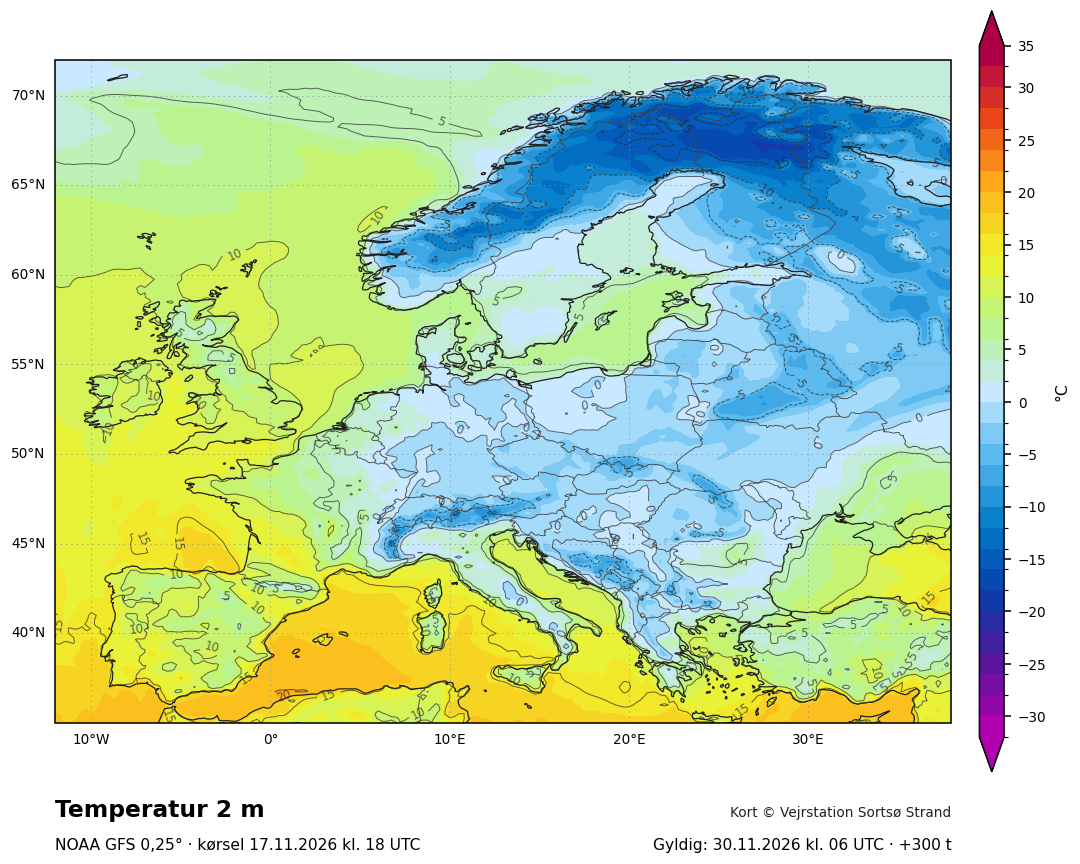 35
30
25
20
15
10
5
0
−5
−10
−15
−20
−25
−30
°C
70°N
65°N
60°N
55°N
50°N
45°N
40°N
10°W 0° 10°E 20°E 30°E
Temperatur 2 m
Kort © Vejrstation Sortsø Strand
NOAA GFS 0,25° · kørsel 17.11.2026 kl. 18 UTC
Gyldig: 30.11.2026 kl. 06 UTC · +300 t